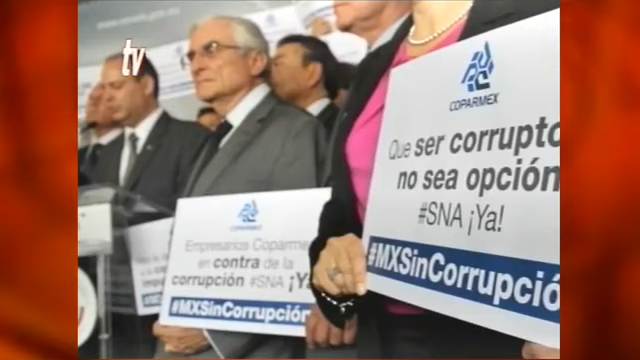 tv
COPARMEX
Que ser corrupto
no sea opción
#SNA ¡Ya!
#MXSinCorrupción
COPARMEX
Empresarios Coparmex
en contra de la
corrupción #SNA ¡Ya!
#MXSinCorrupción